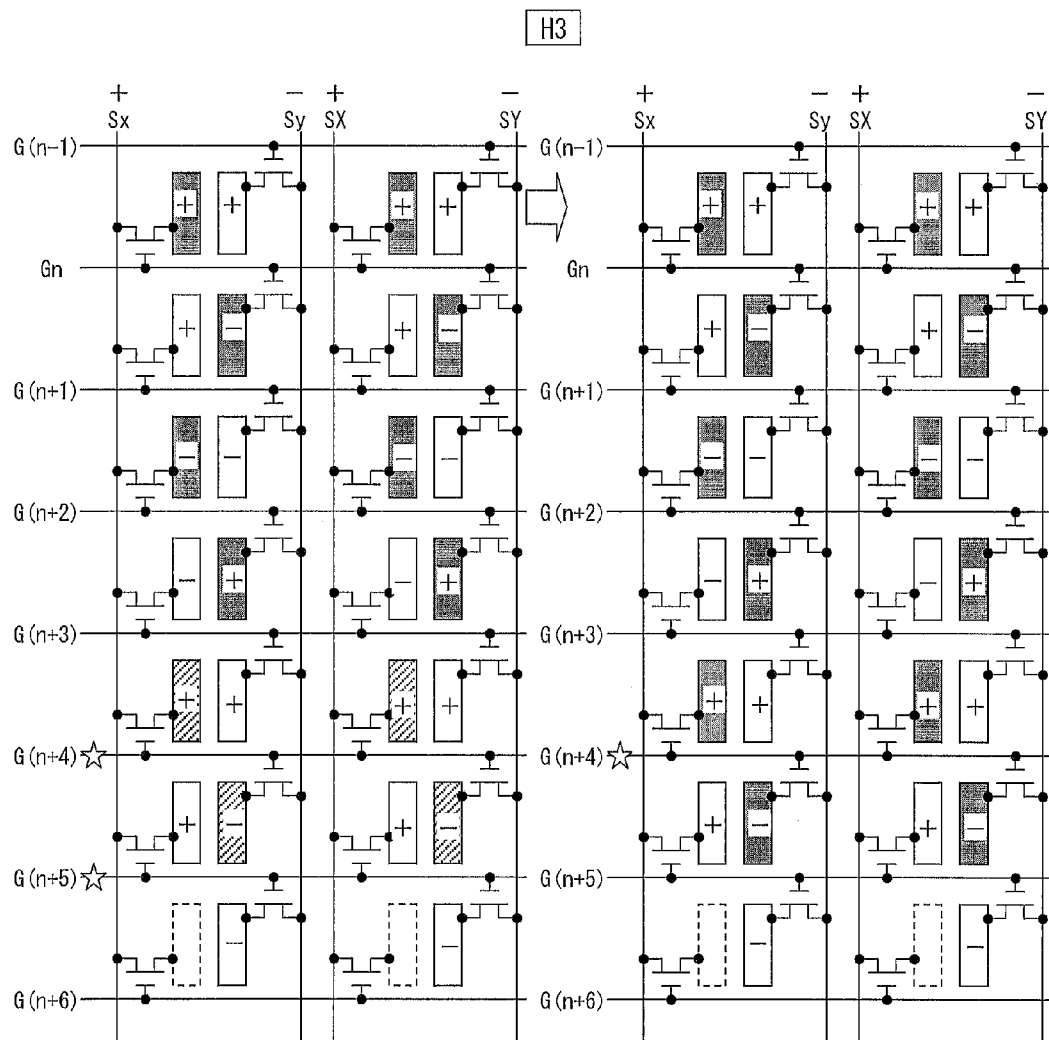 H3
+ − + − + − + −
Sx Sy SX SY Sx Sy SX SY
G(n-1) G(n-1)
+ + + + + + + +
Gn Gn
+ − + − + − + −
G(n+1) G(n+1)
− − − − − − − −
G(n+2) G(n+2)
− + − + − + − +
G(n+3) G(n+3)
+ + + + + + + +
G(n+4)☆ G(n+4)☆
+ − + − + − + −
G(n+5)☆ G(n+5)
− − − −
G(n+6) G(n+6)